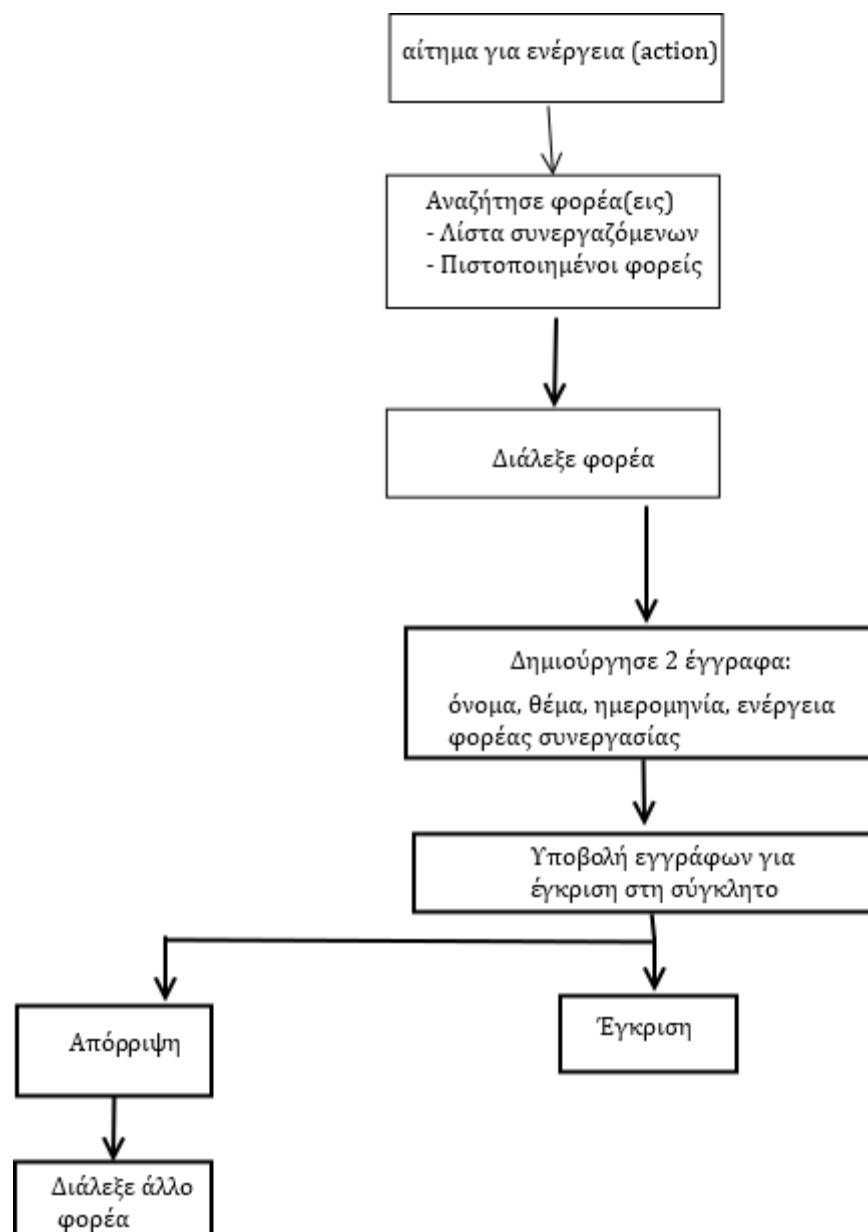 αίτημα για ενέργεια (action)
Αναζήτησε φορέα(εις)
- Λίστα συνεργαζόμενων
- Πιστοποιημένοι φορείς
Διάλεξε φορέα
Δημιούργησε 2 έγγραφα:
όνομα, θέμα, ημερομηνία, ενέργεια
φορέας συνεργασίας
Υποβολή εγγράφων για
έγκριση στη σύγκλητο
Απόρριψη
Έγκριση
Διάλεξε άλλο
φορέα